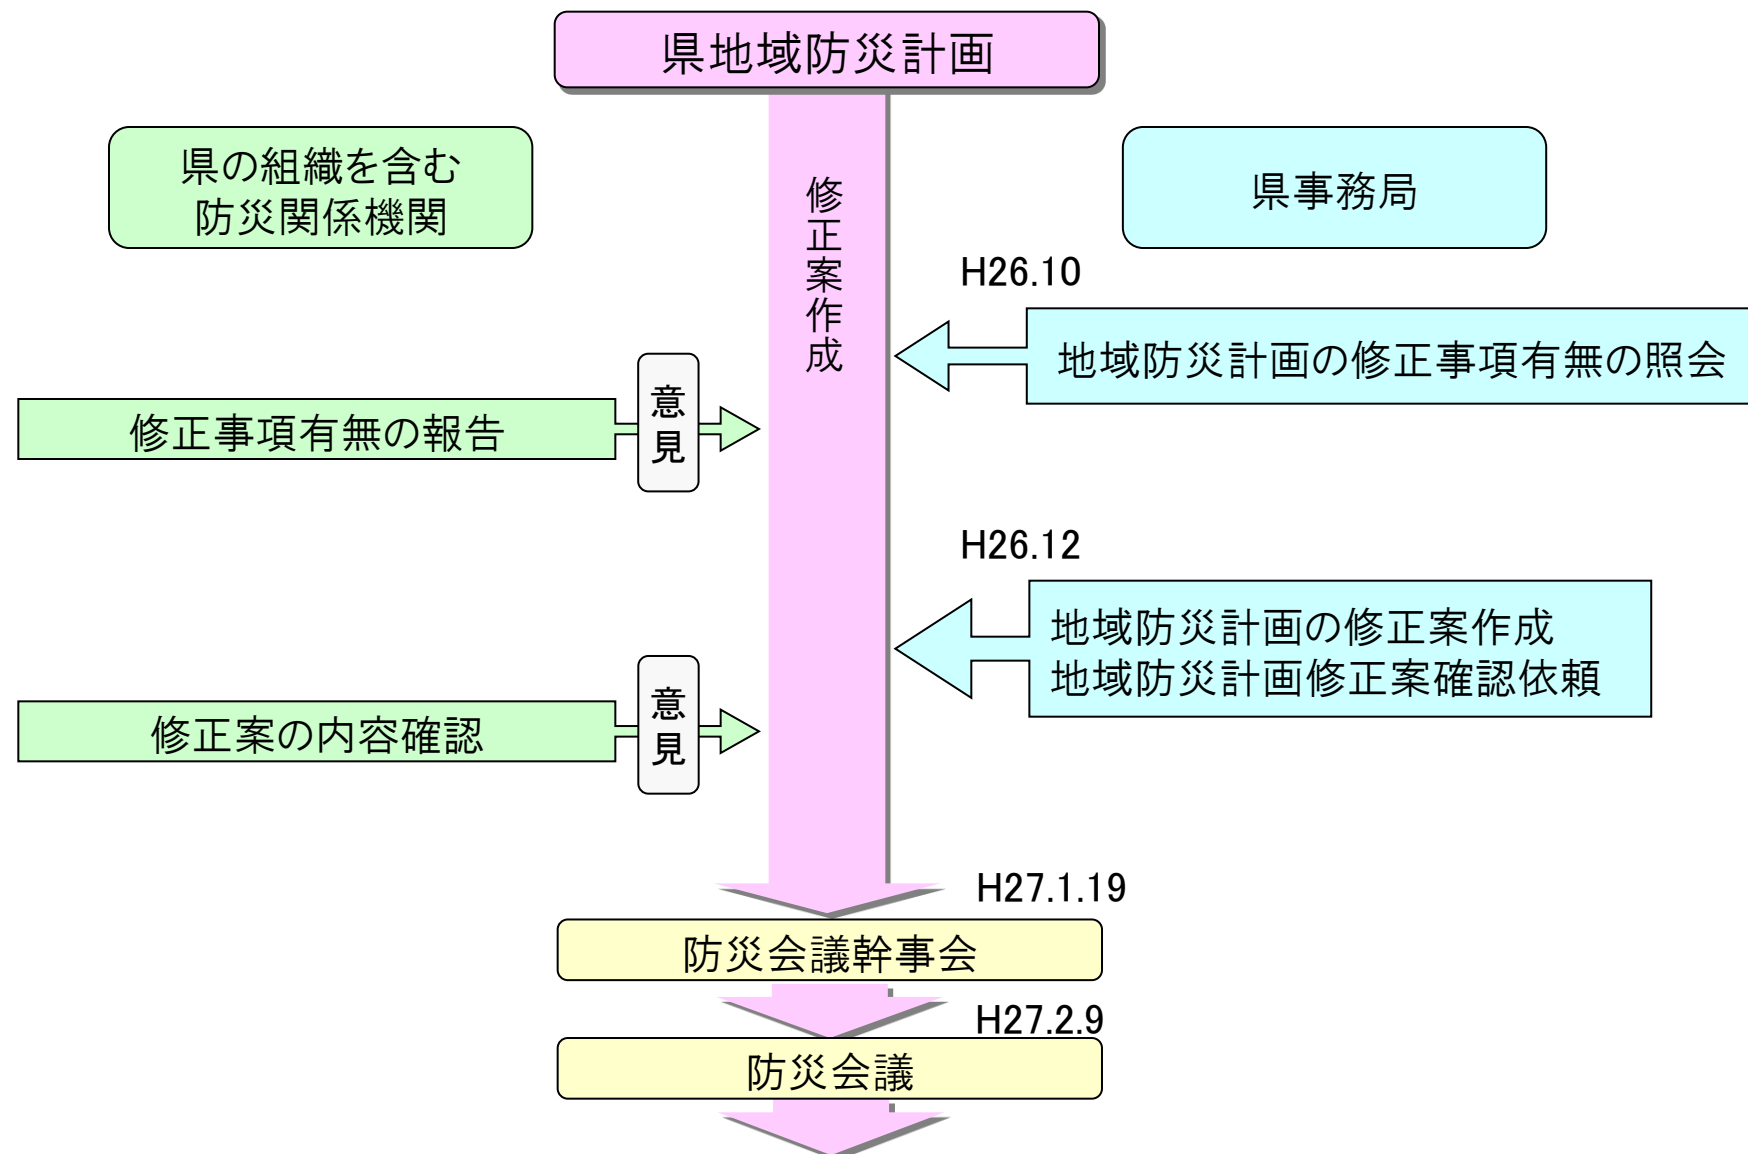 県地域防災計画
県の組織を含む
防災関係機関
県事務局
修正案作成
H26.10
地域防災計画の修正事項有無の照会
修正事項有無の報告
意見
H26.12
地域防災計画の修正案作成
地域防災計画修正案確認依頼
修正案の内容確認
意見
H27.1.19
防災会議幹事会
H27.2.9
防災会議